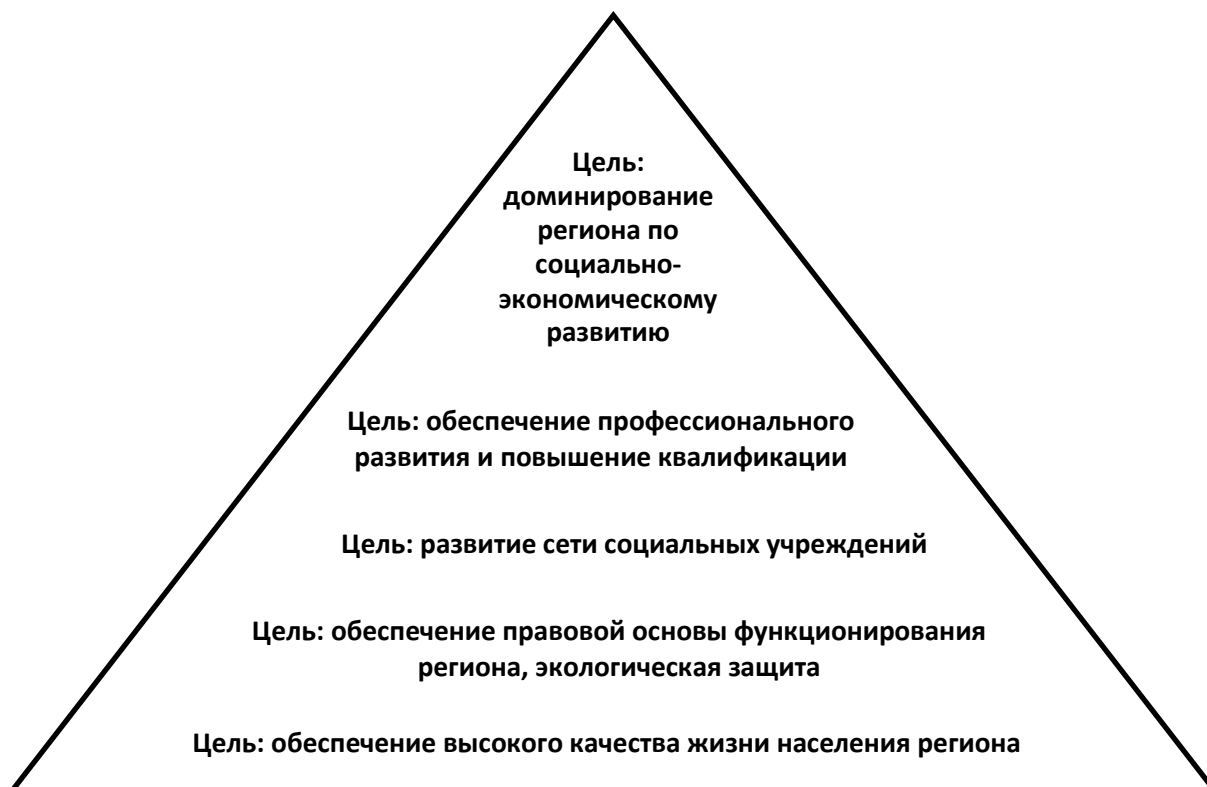 Цель:
доминирование
региона по
социально-
экономическому
развитию
Цель: обеспечение профессионального
развития и повышение квалификации
Цель: развитие сети социальных учреждений
Цель: обеспечение правовой основы функционирования
региона, экологическая защита
Цель: обеспечение высокого качества жизни населения региона